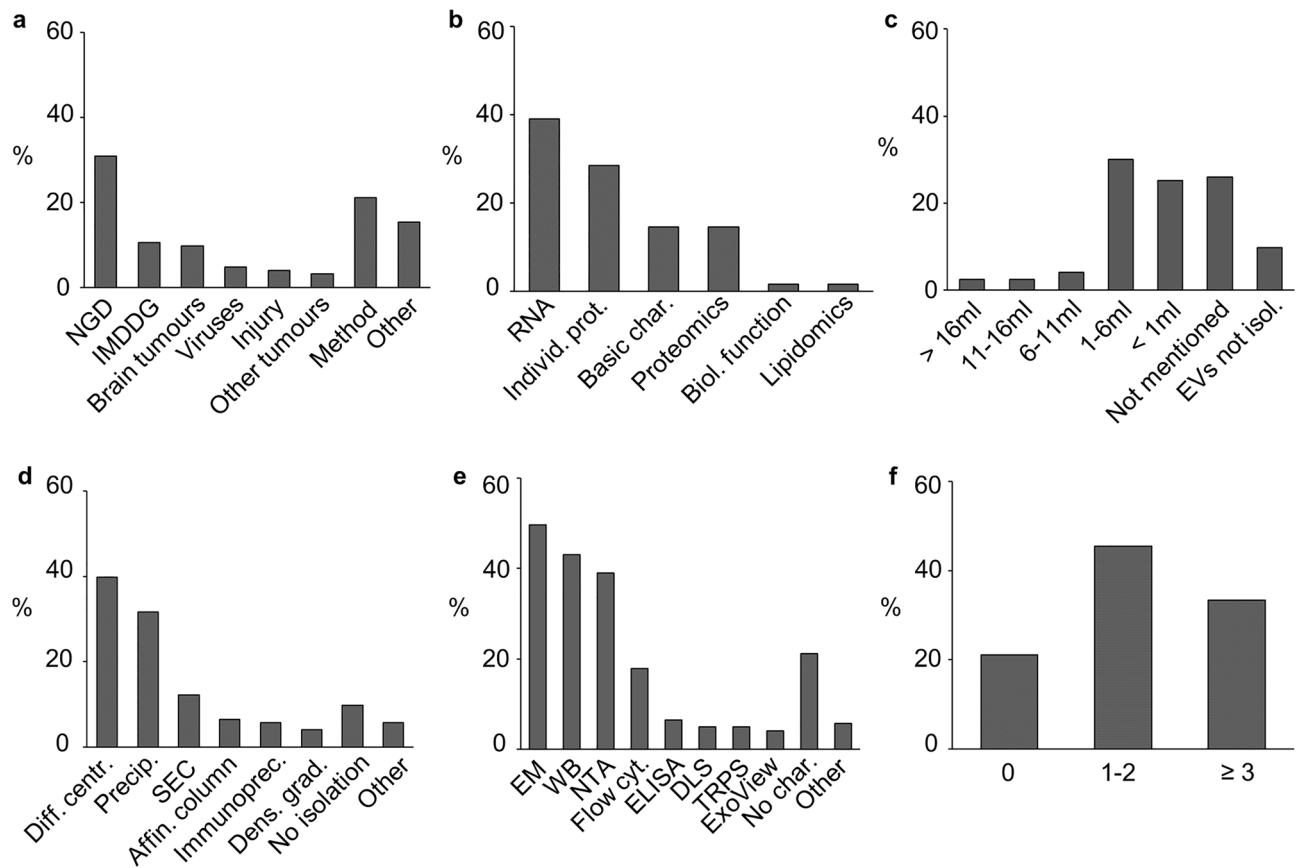 a
60
40
%
20
0
NGD
IMDDG
Brain tumours
Viruses
Injury
Other tumours
Method
Other
b
60
40
%
20
0
RNA
Individ. prot.
Basic char.
Proteomics
Biol. function
Lipidomics
c
60
40
%
20
0
> 16ml
11-16ml
6-11ml
1-6ml
< 1ml
Not mentioned
EVs not isol.
d
60
40
%
20
0
Diff. centr.
Precip.
SEC
Affin. column
Immunoprec.
Dens. grad.
No isolation
Other
e
60
40
%
20
0
EM
WB
NTA
Flow cyt.
ELISA
DLS
TRPS
ExoView
No char.
Other
f
60
40
%
20
0
0
1-2
≥ 3